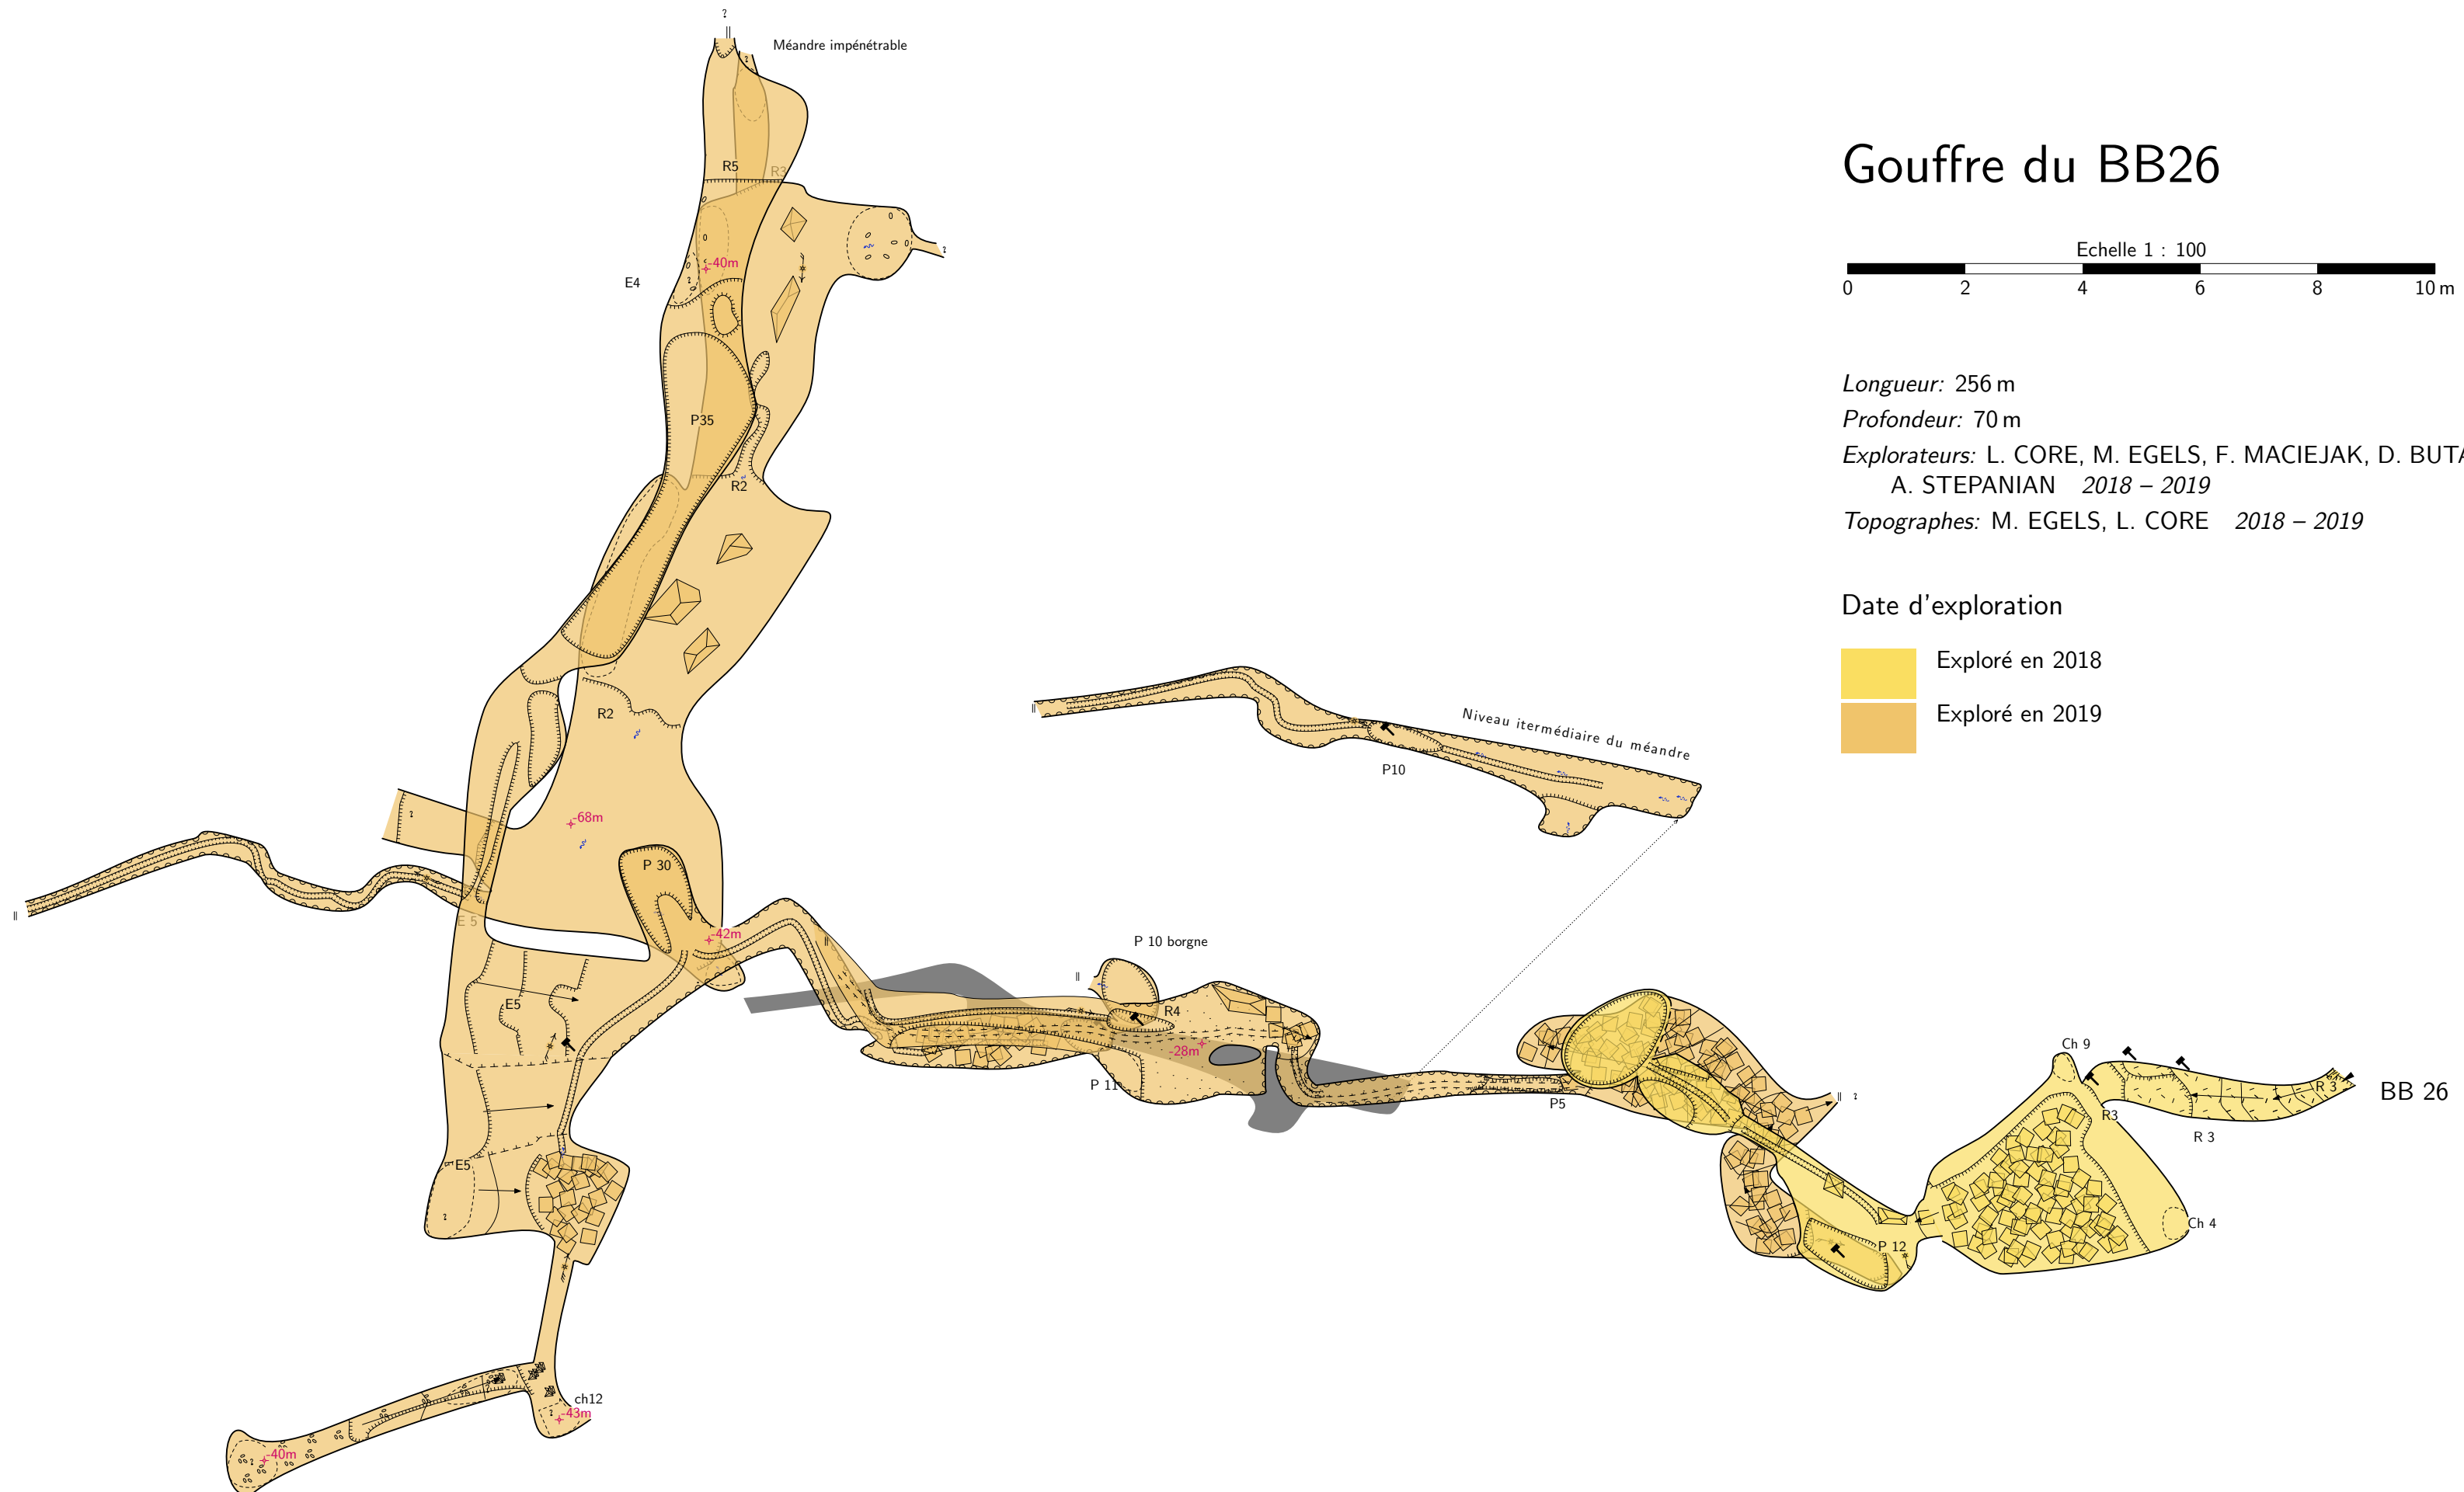 ?
Méandre impénétrable
?
Gouffre du BB26
R5
R3
Echelle 1 : 100
?
0 2 4 6 8 10 m
-40m
E4
?
Longueur: 256 m
Profondeur: 70 m
P35
Explorateurs: L. CORE, M. EGELS, F. MACIEJAK, D. BUTA
A. STEPANIAN 2018 – 2019
R2
Topographes: M. EGELS, L. CORE 2018 – 2019
Date d'exploration
Exploré en 2018
Exploré en 2019
R2
Niveau itermédiaire du méandre
P10
-68m
?
P 30
E 5
-42m
P 10 borgne
E5
R4
-28m
P 11
P5
?
Ch 9
R 3
BB 26
R3
R 3
E5
?
Ch 4
P 12
ch12
?
-43m
-40m
?